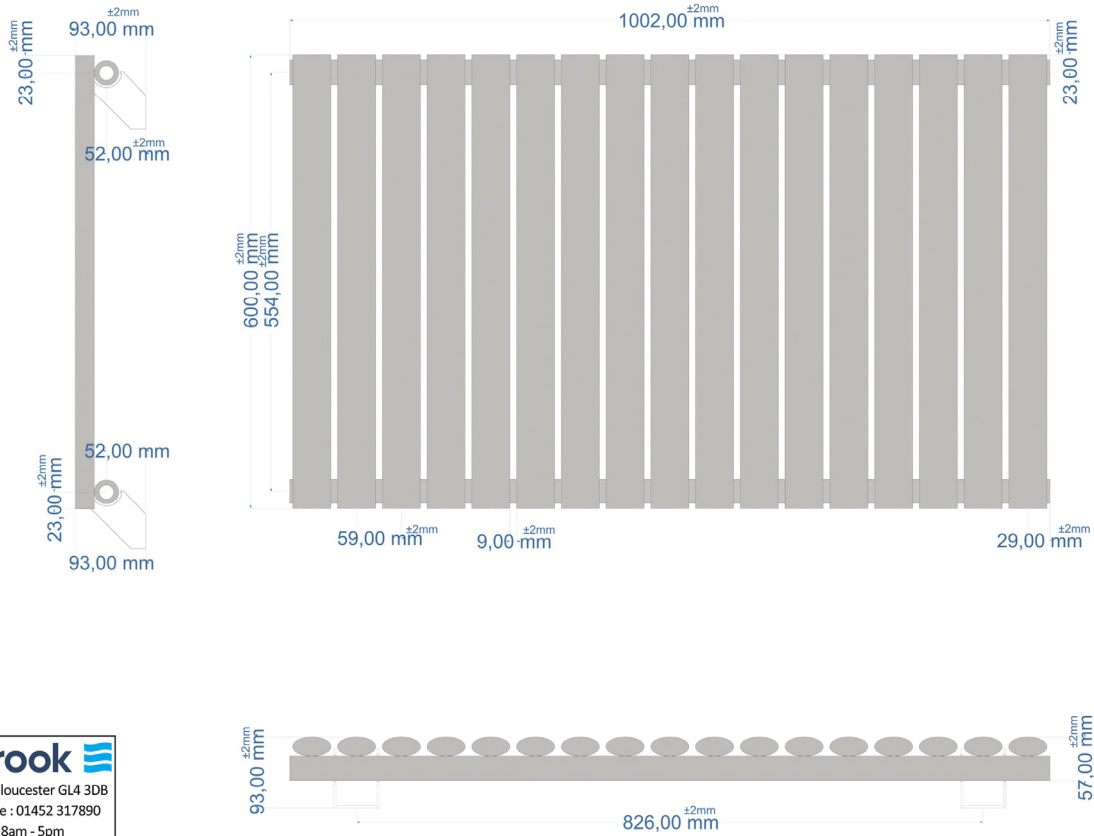 ±2mm
93,00 mm
±2mm
23,00 mm
±2mm
52,00 mm
52,00 mm
±2mm
23,00 mm
93,00 mm
±2mm
1002,00 mm
±2mm
23,00 mm
±2mm
600,00 mm
±2mm
554,00 mm
±2mm
59,00 mm
±2mm
9,00 mm
±2mm
29,00 mm
±2mm
93,00 mm
±2mm
57,00 mm
±2mm
826,00 mm
rook
loucester GL4 3DB
e : 01452 317890
8am - 5pm